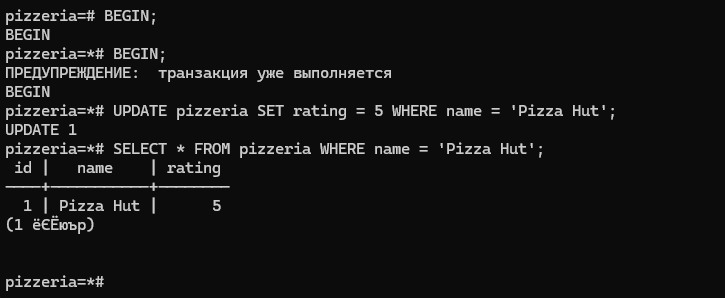 pizzeria=# BEGIN;
BEGIN
pizzeria=*# BEGIN;
ПРЕДУПРЕЖДЕНИЕ:  транзакция уже выполняется
BEGIN
pizzeria=*# UPDATE pizzeria SET rating = 5 WHERE name = 'Pizza Hut';
UPDATE 1
pizzeria=*# SELECT * FROM pizzeria WHERE name = 'Pizza Hut';
 id |   name    | rating
----+-----------+--------
  1 | Pizza Hut |      5
(1 ёЄЁюър)
pizzeria=*#